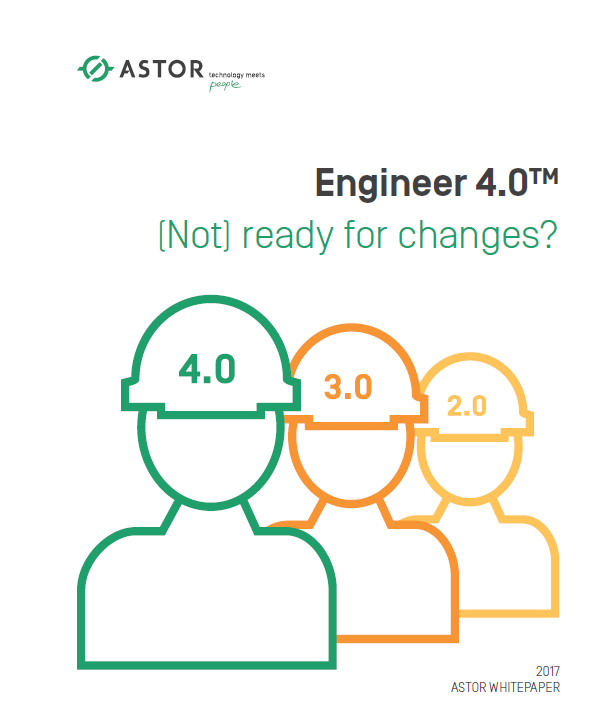 ASTOR technology meets
people
Engineer 4.0™
(Not) ready for changes?
4.0
3.0
2.0
2017
ASTOR WHITEPAPER